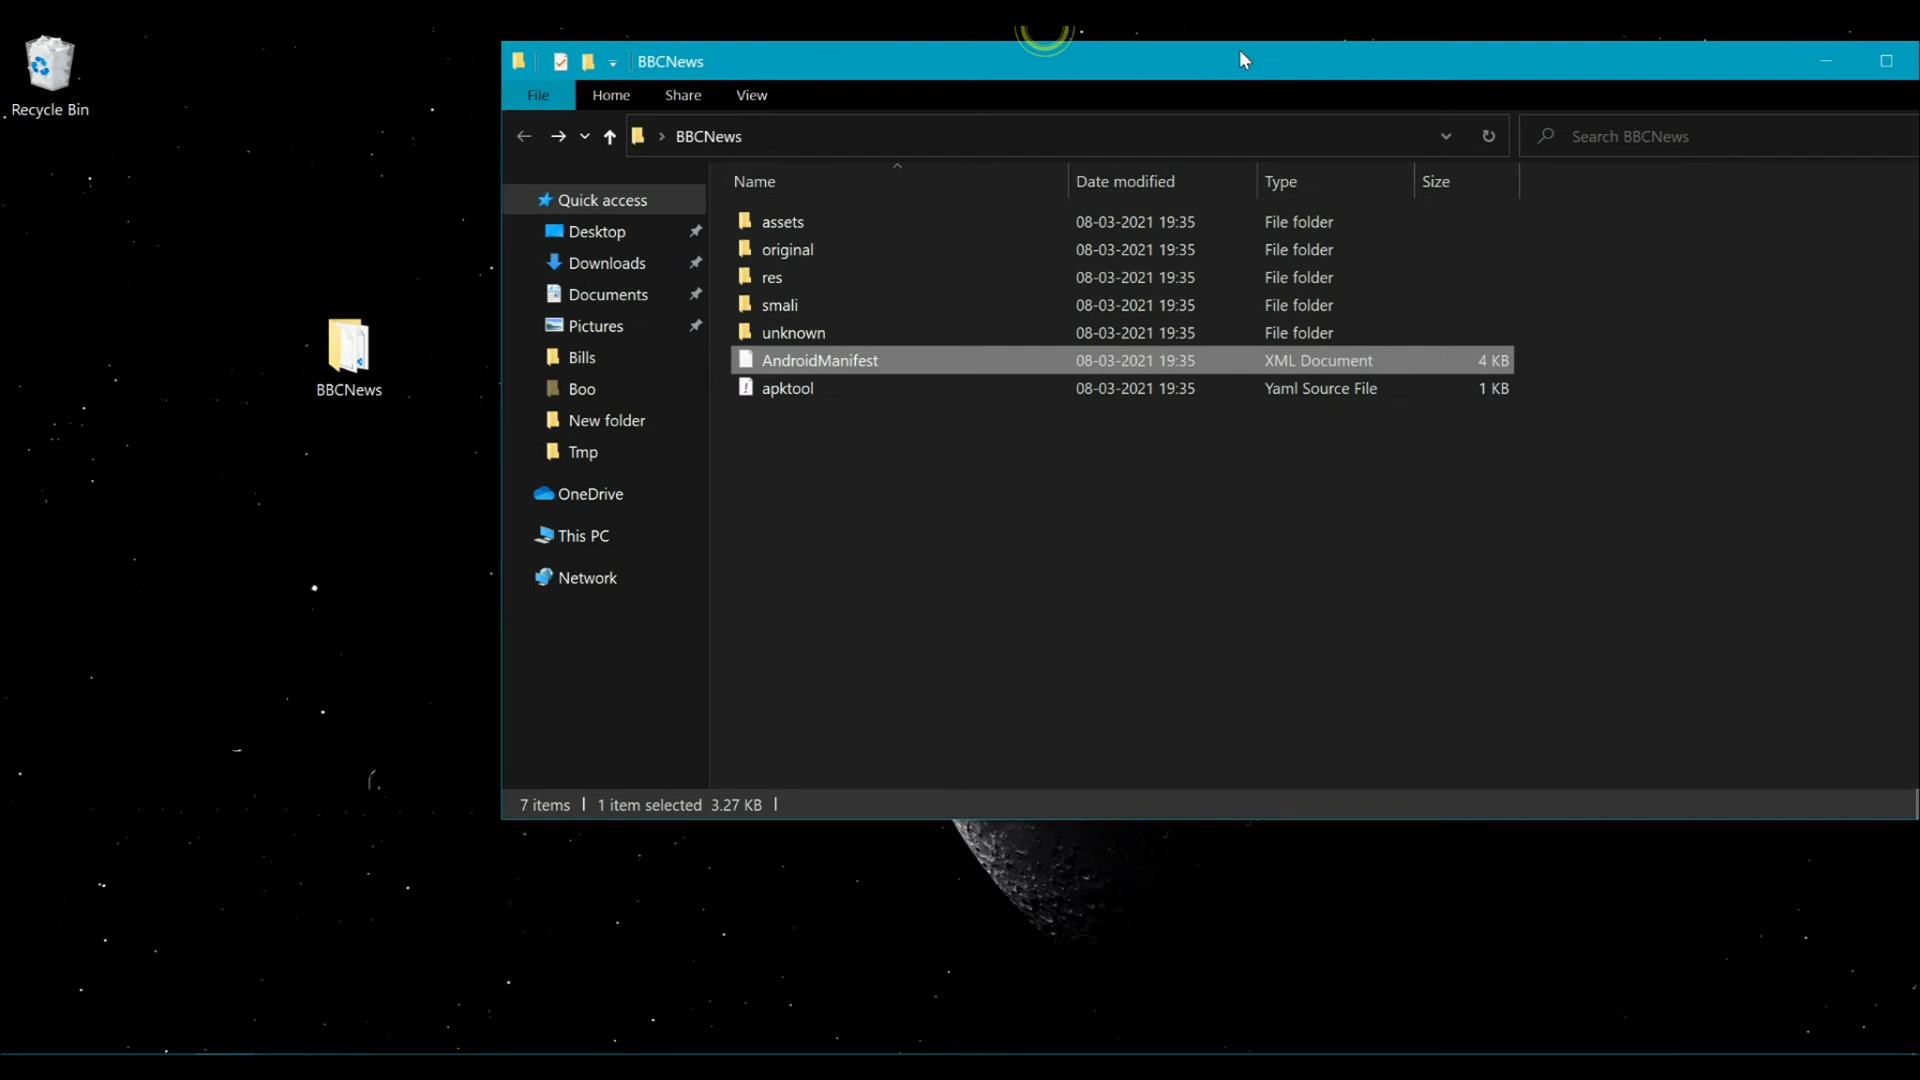 Recycle Bin
BBCNews
BBCNews
File Home Share View
BBCNews
Search BBCNews
Name Date modified Type Size
Quick access
Desktop
Downloads
Documents
Pictures
Bills
Boo
New folder
Tmp
OneDrive
This PC
Network
assets 08-03-2021 19:35 File folder
original 08-03-2021 19:35 File folder
res 08-03-2021 19:35 File folder
smali 08-03-2021 19:35 File folder
unknown 08-03-2021 19:35 File folder
AndroidManifest 08-03-2021 19:35 XML Document 4 KB
apktool 08-03-2021 19:35 Yaml Source File 1 KB
7 items 1 item selected 3.27 KB